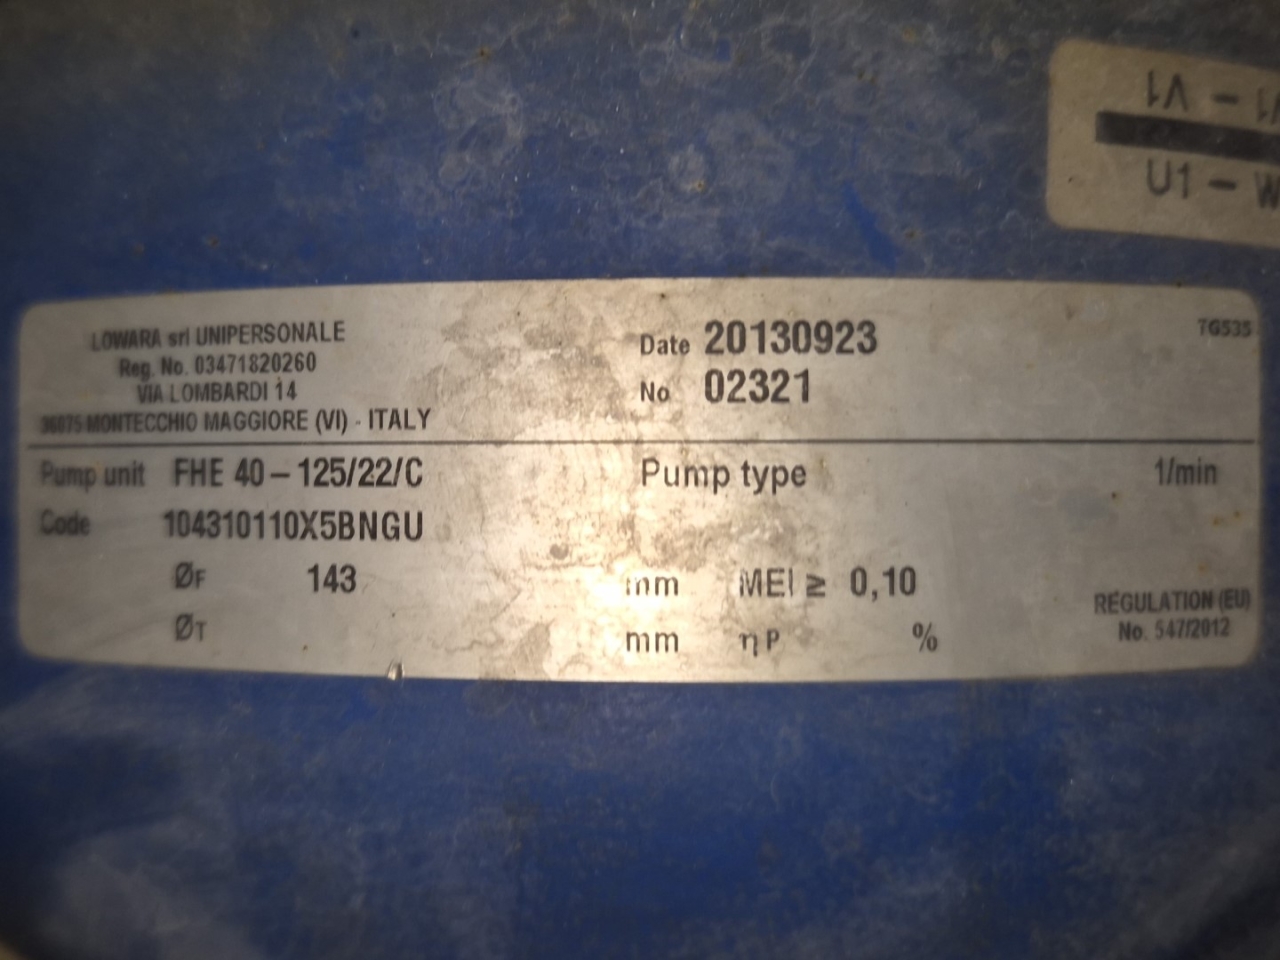 V1 -
U1 - W
LOWARA srl UNIPERSONALE
Reg. No. 03471820260
VIA LOMBARDI 14
36075 MONTECCHIO MAGGIORE (VI) - ITALY
Date 20130923
No 02321
TG535
Pump unit FHE 40 – 125/22/C Pump type 1/min
Code 104310110X5BNGU
ØF 143 mm MEI ≥ 0,10
ØT mm ηP %
REGULATION (EU)
No. 547/2012